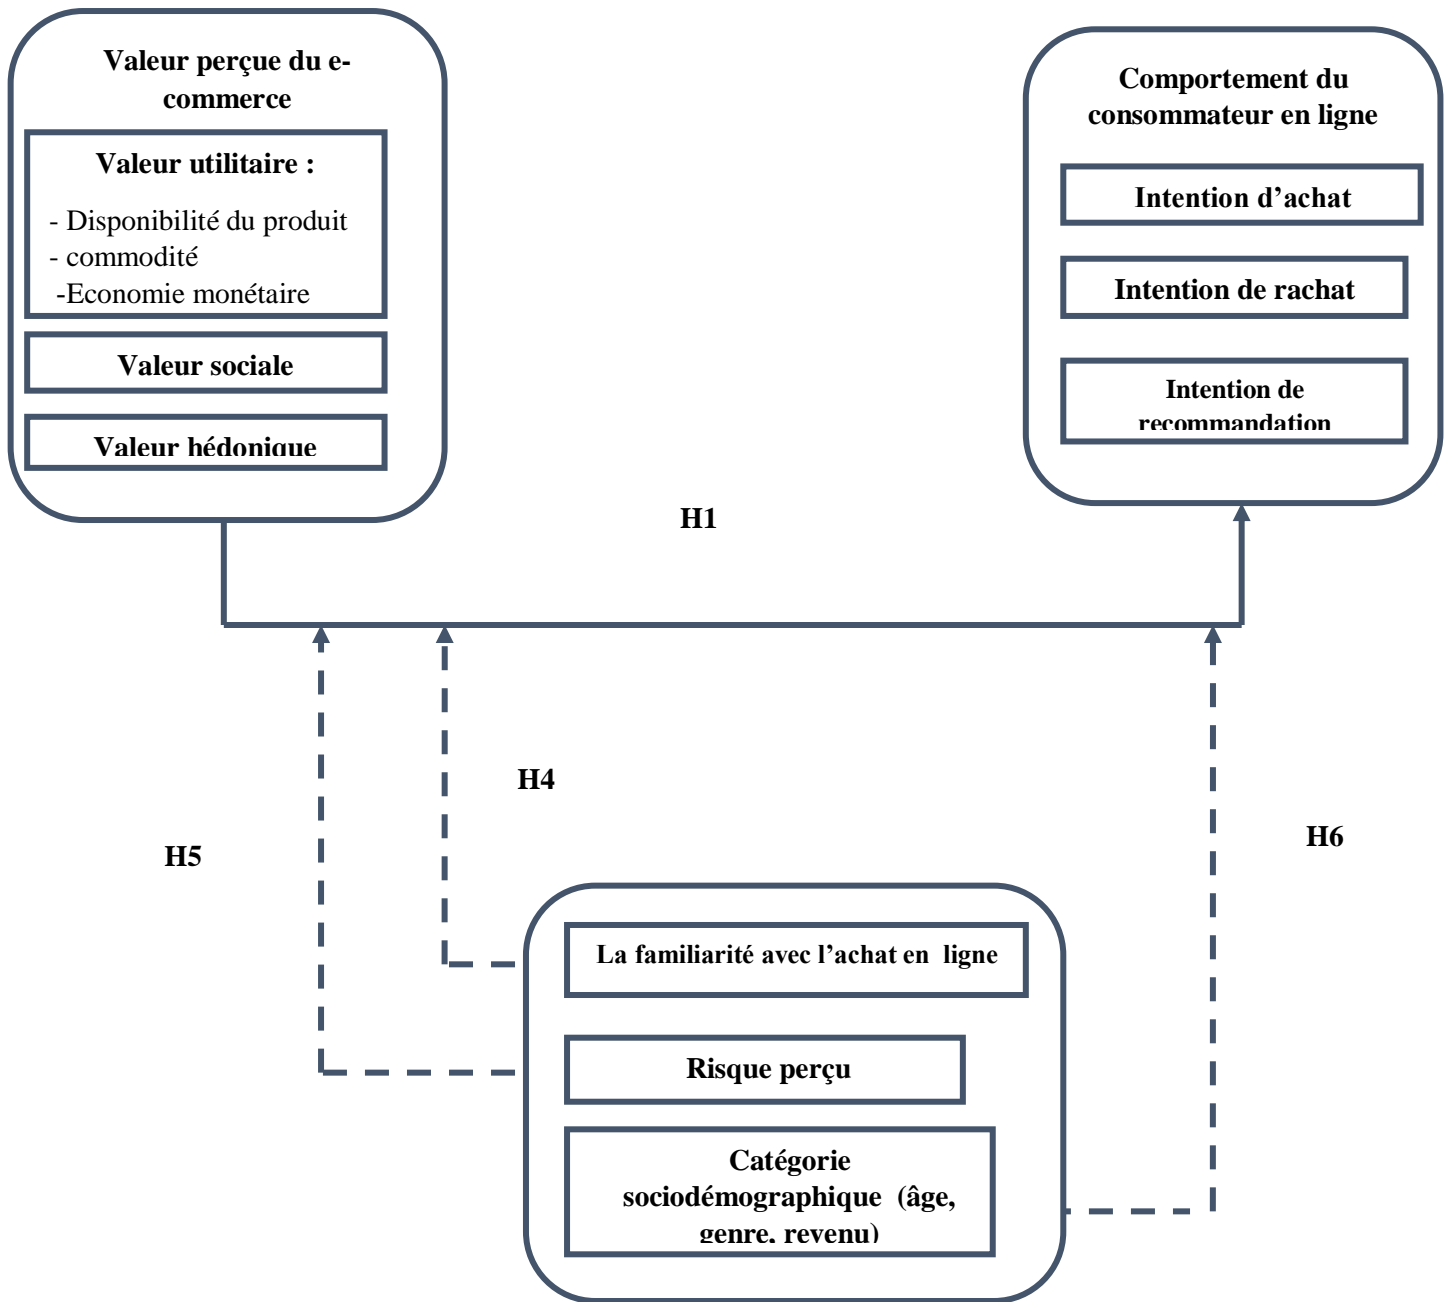 Valeur perçue du e-
commerce
Valeur utilitaire :
- Disponibilité du produit
- commodité
-Economie monétaire
Valeur sociale
Valeur hédonique
Comportement du
consommateur en ligne
Intention d’achat
Intention de rachat
Intention de
recommandation
H1
H4
H5
H6
La familiarité avec l’achat en ligne
Risque perçu
Catégorie
sociodémographique (âge,
genre, revenu)